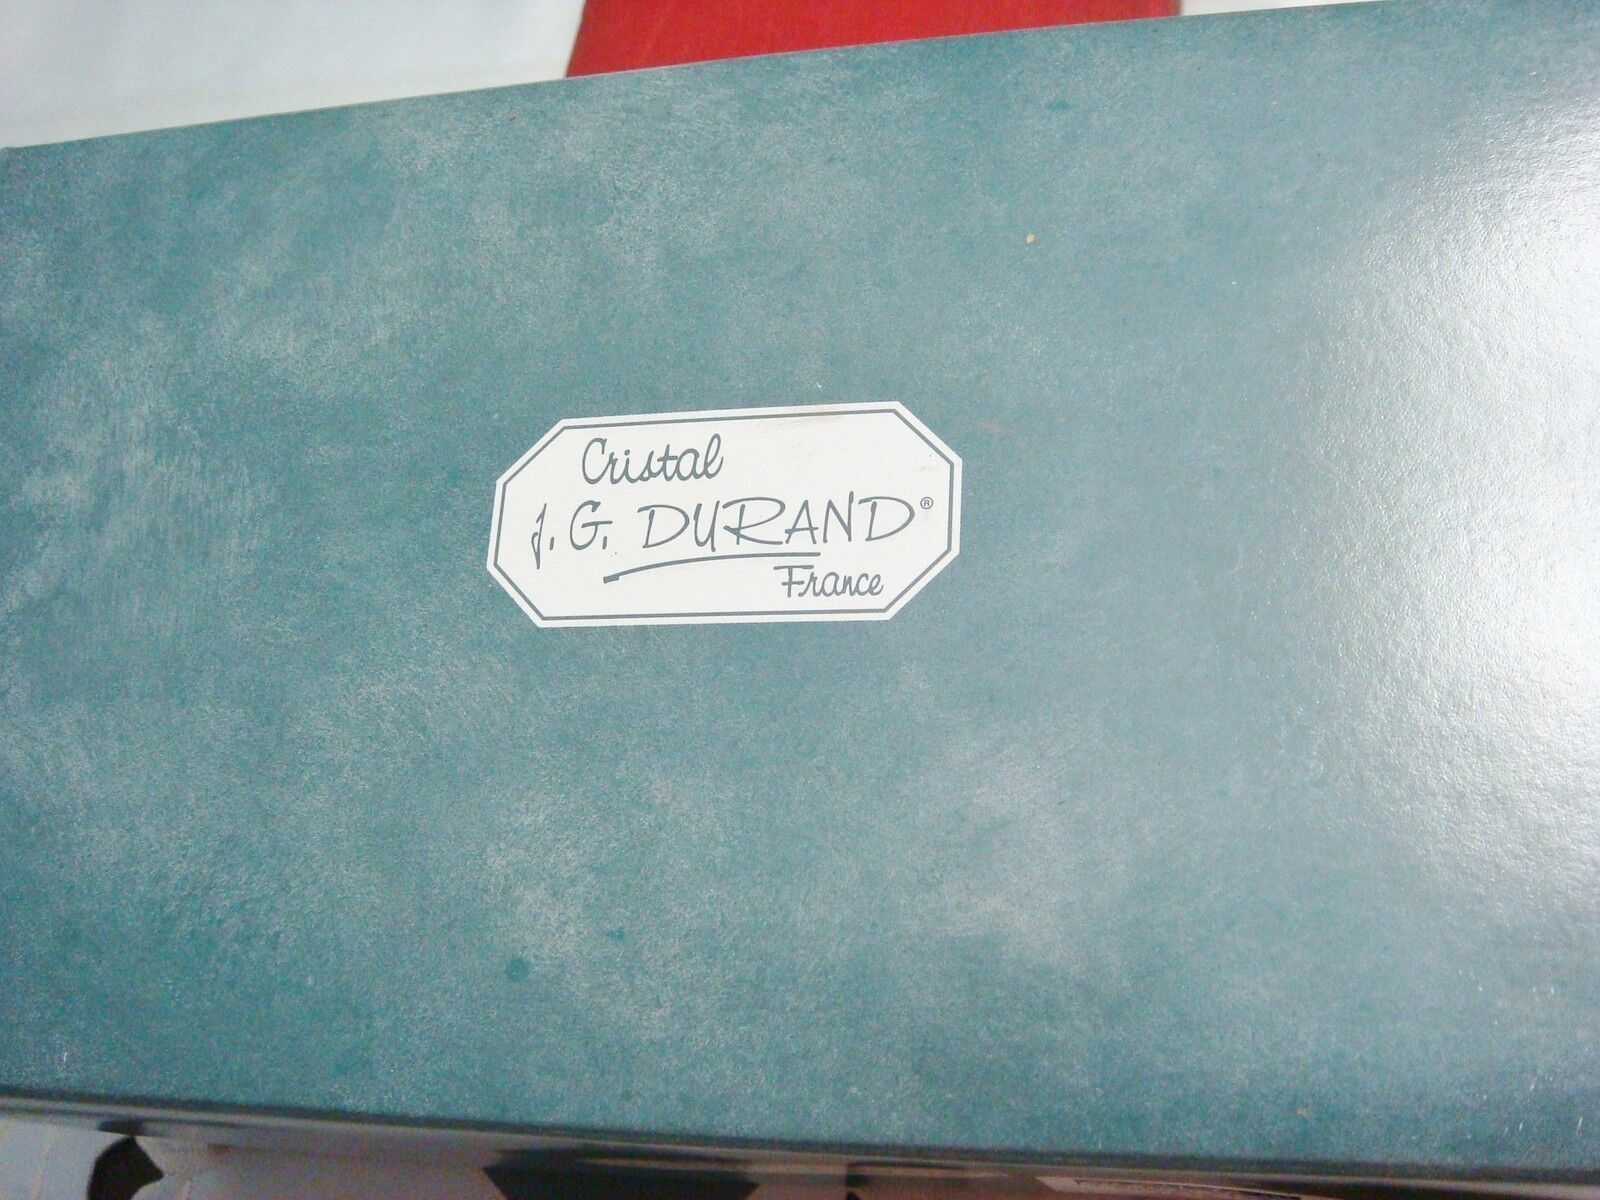 Cristal
J. G. DURAND®
France